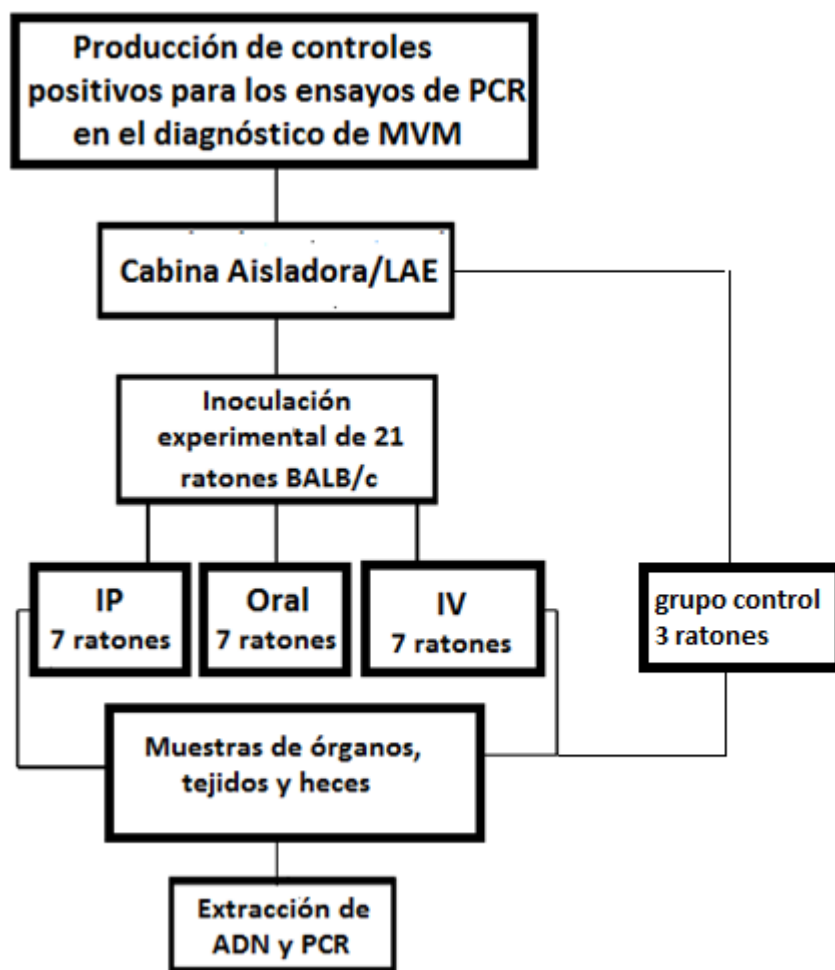 Producción de controles
positivos para los ensayos de PCR
en el diagnóstico de MVM
Cabina Aisladora/LAE
Inoculación
experimental de 21
ratones BALB/c
IP
7 ratones
Oral
7 ratones
IV
7 ratones
grupo control
3 ratones
Muestras de órganos,
tejidos y heces
Extracción de
ADN y PCR